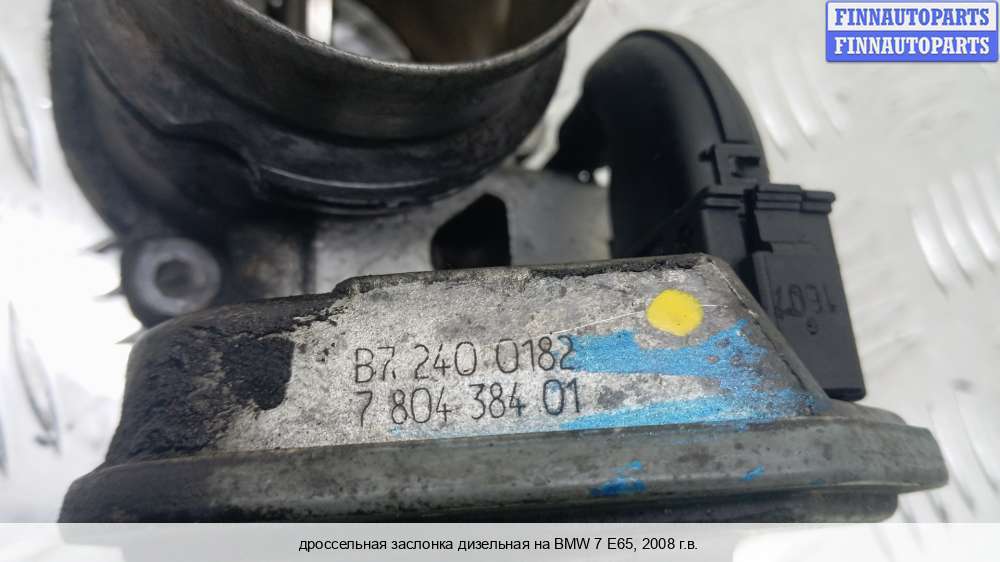 FINNAUTOPARTS
FINNAUTOPARTS
B7 240 0182
7 804 384 01
дроссельная заслонка дизельная на BMW 7 E65, 2008 г.в.